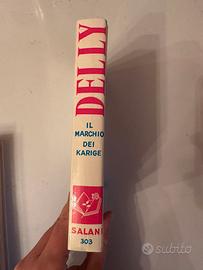 DELLY
IL
MARCHIO
DEI
KARIGE
SALANI
303
subito